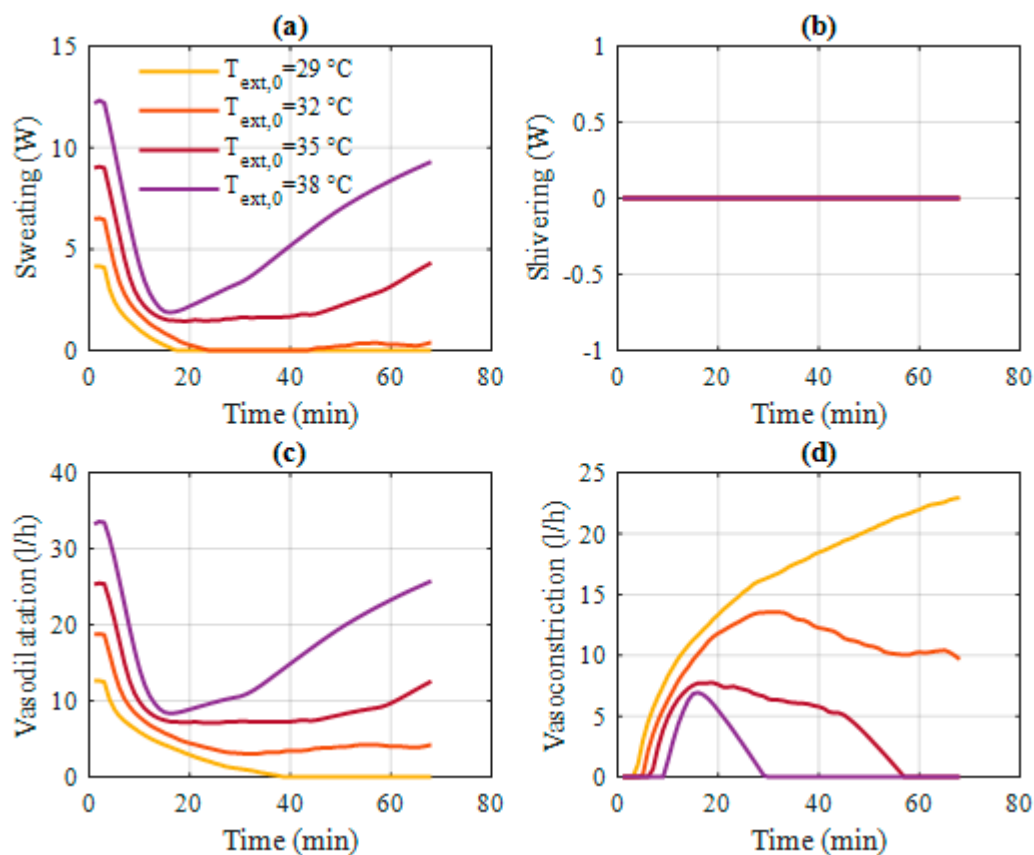 (a)
(b)
15
10
5
0
Sweating (W)
T_ext,0=29 °C
T_ext,0=32 °C
T_ext,0=35 °C
T_ext,0=38 °C
0 20 40 60 80
Time (min)
1
0.5
0
-0.5
-1
Shivering (W)
0 20 40 60 80
Time (min)
(c)
(d)
40
30
20
10
0
Vasodilatation (l/h)
0 20 40 60 80
Time (min)
25
20
15
10
5
0
Vasoconstriction (l/h)
0 20 40 60 80
Time (min)